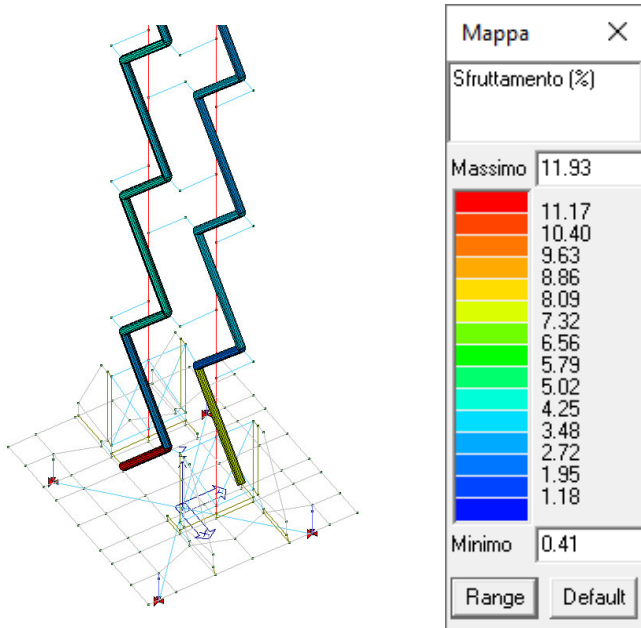 Mappa
Sfruttamento (%)
Massimo 11.93
11.17
10.40
9.63
8.86
8.09
7.32
6.56
5.79
5.02
4.25
3.48
2.72
1.95
1.18
Minimo 0.41
Range Default